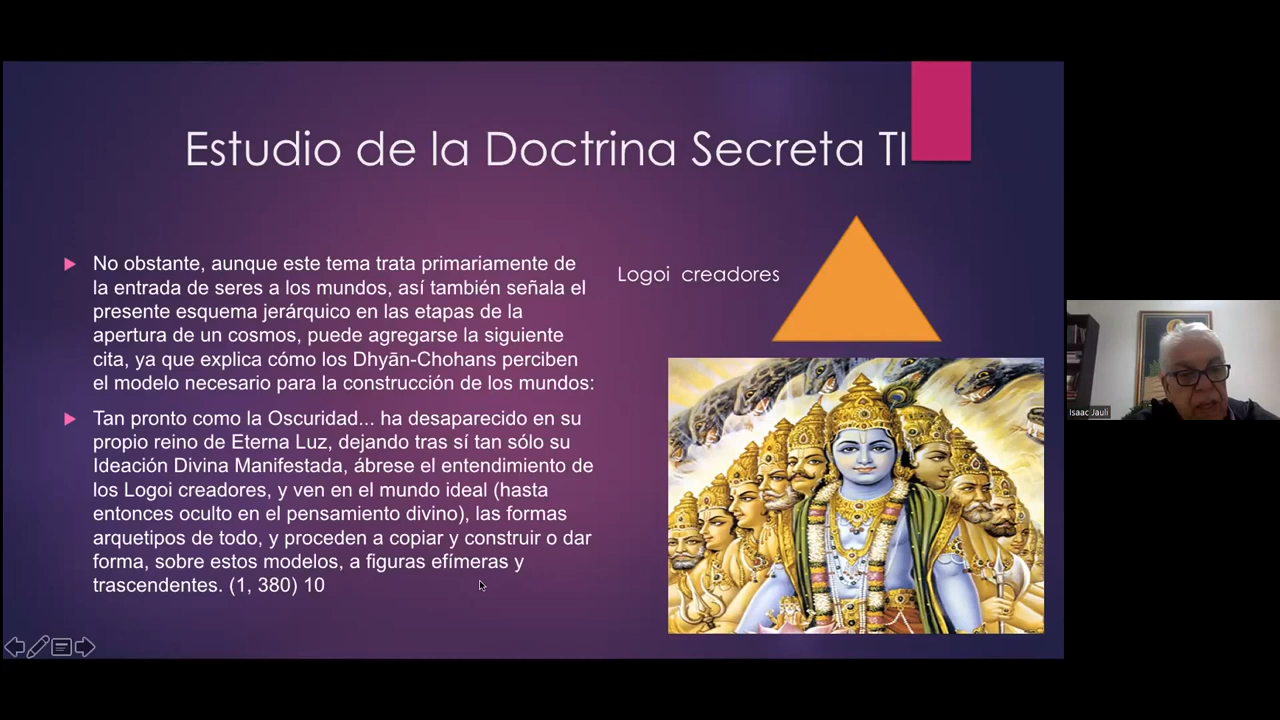 Estudio de la Doctrina Secreta TI
No obstante, aunque este tema trata primariamente de
la entrada de seres a los mundos, así también señala el
presente esquema jerárquico en las etapas de la
apertura de un cosmos, puede agregarse la siguiente
cita, ya que explica cómo los Dhyān-Chohans perciben
el modelo necesario para la construcción de los mundos:
Tan pronto como la Oscuridad... ha desaparecido en su
propio reino de Eterna Luz, dejando tras sí tan sólo su
Ideación Divina Manifestada, ábrese el entendimiento de
los Logoi creadores, y ven en el mundo ideal (hasta
entonces oculto en el pensamiento divino), las formas
arquetipos de todo, y proceden a copiar y construir o dar
forma, sobre estos modelos, a figuras efímeras y
trascendentes. (1, 380) 10
Logoi creadores
Isaac Jauli